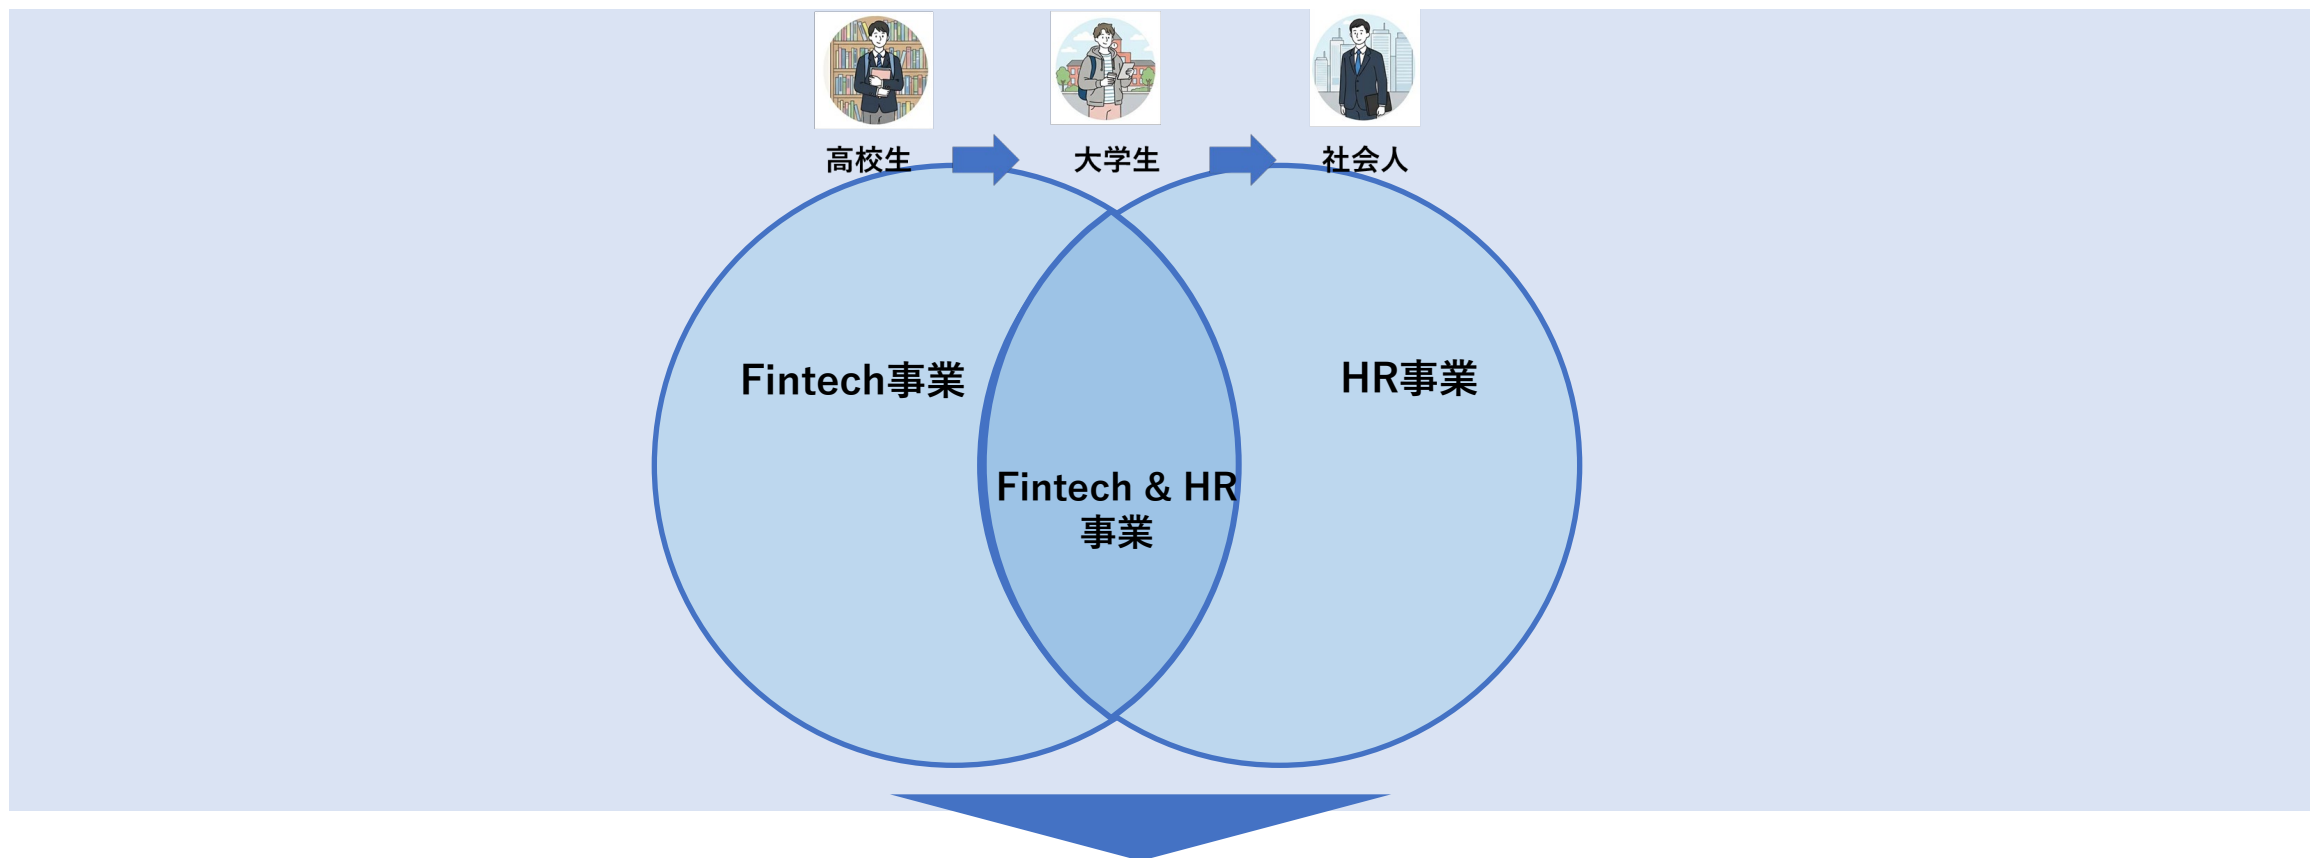 高校生
大学生
社会人
Fintech事業
HR事業
Fintech & HR
事業